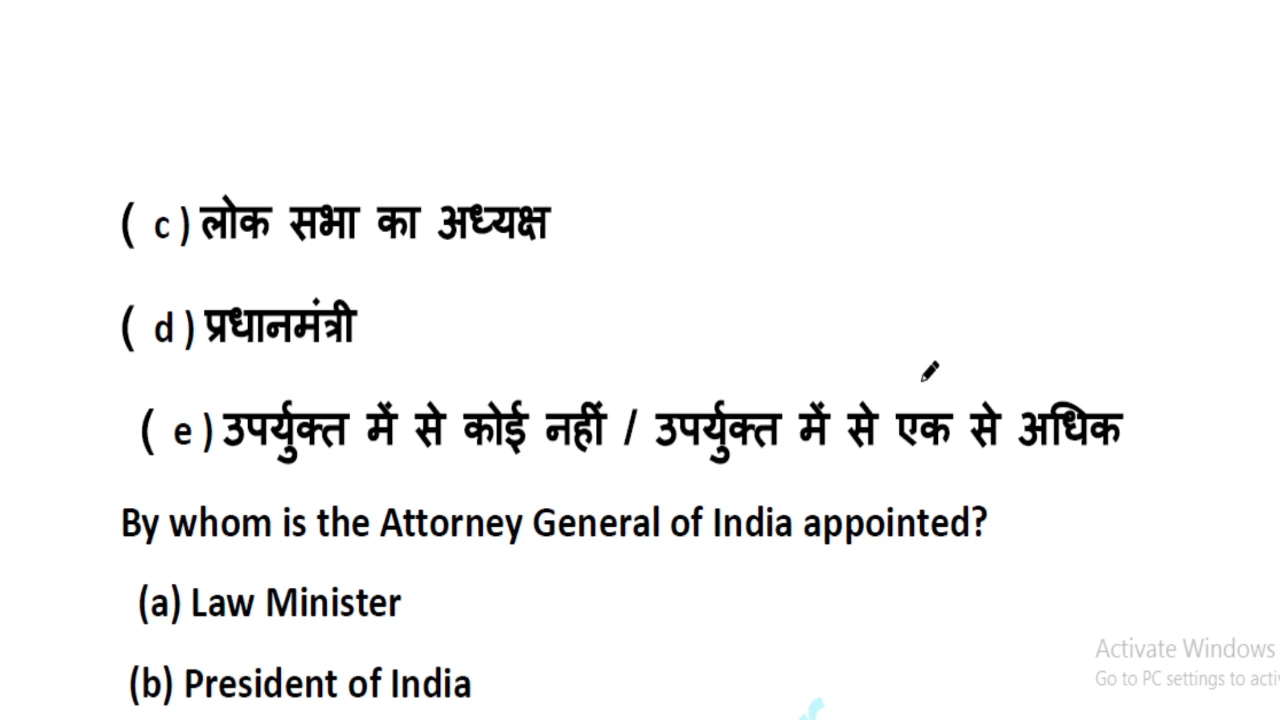 ( c ) लोक सभा का अध्यक्ष
( d ) प्रधानमंत्री
( e ) उपर्युक्त में से कोई नहीं / उपर्युक्त में से एक से अधिक
By whom is the Attorney General of India appointed?
(a) Law Minister
(b) President of India
Activate Windows
Go to PC settings to activ